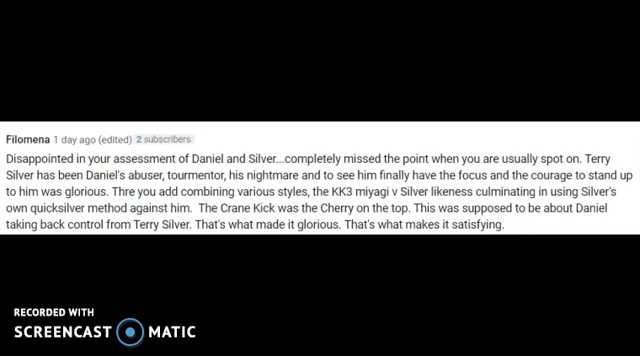 Filomena 1 day ago (edited) 2 subscribers
Disappointed in your assessment of Daniel and Silver...completely missed the point when you are usually spot on. Terry
Silver has been Daniel's abuser, tourmentor, his nightmare and to see him finally have the focus and the courage to stand up
to him was glorious. Thre you add combining various styles, the KK3 miyagi v Silver likeness culminating in using Silver's
own quicksilver method against him. The Crane Kick was the Cherry on the top. This was supposed to be about Daniel
taking back control from Terry Silver. That's what made it glorious. That's what makes it satisfying.
RECORDED WITH
SCREENCAST MATIC